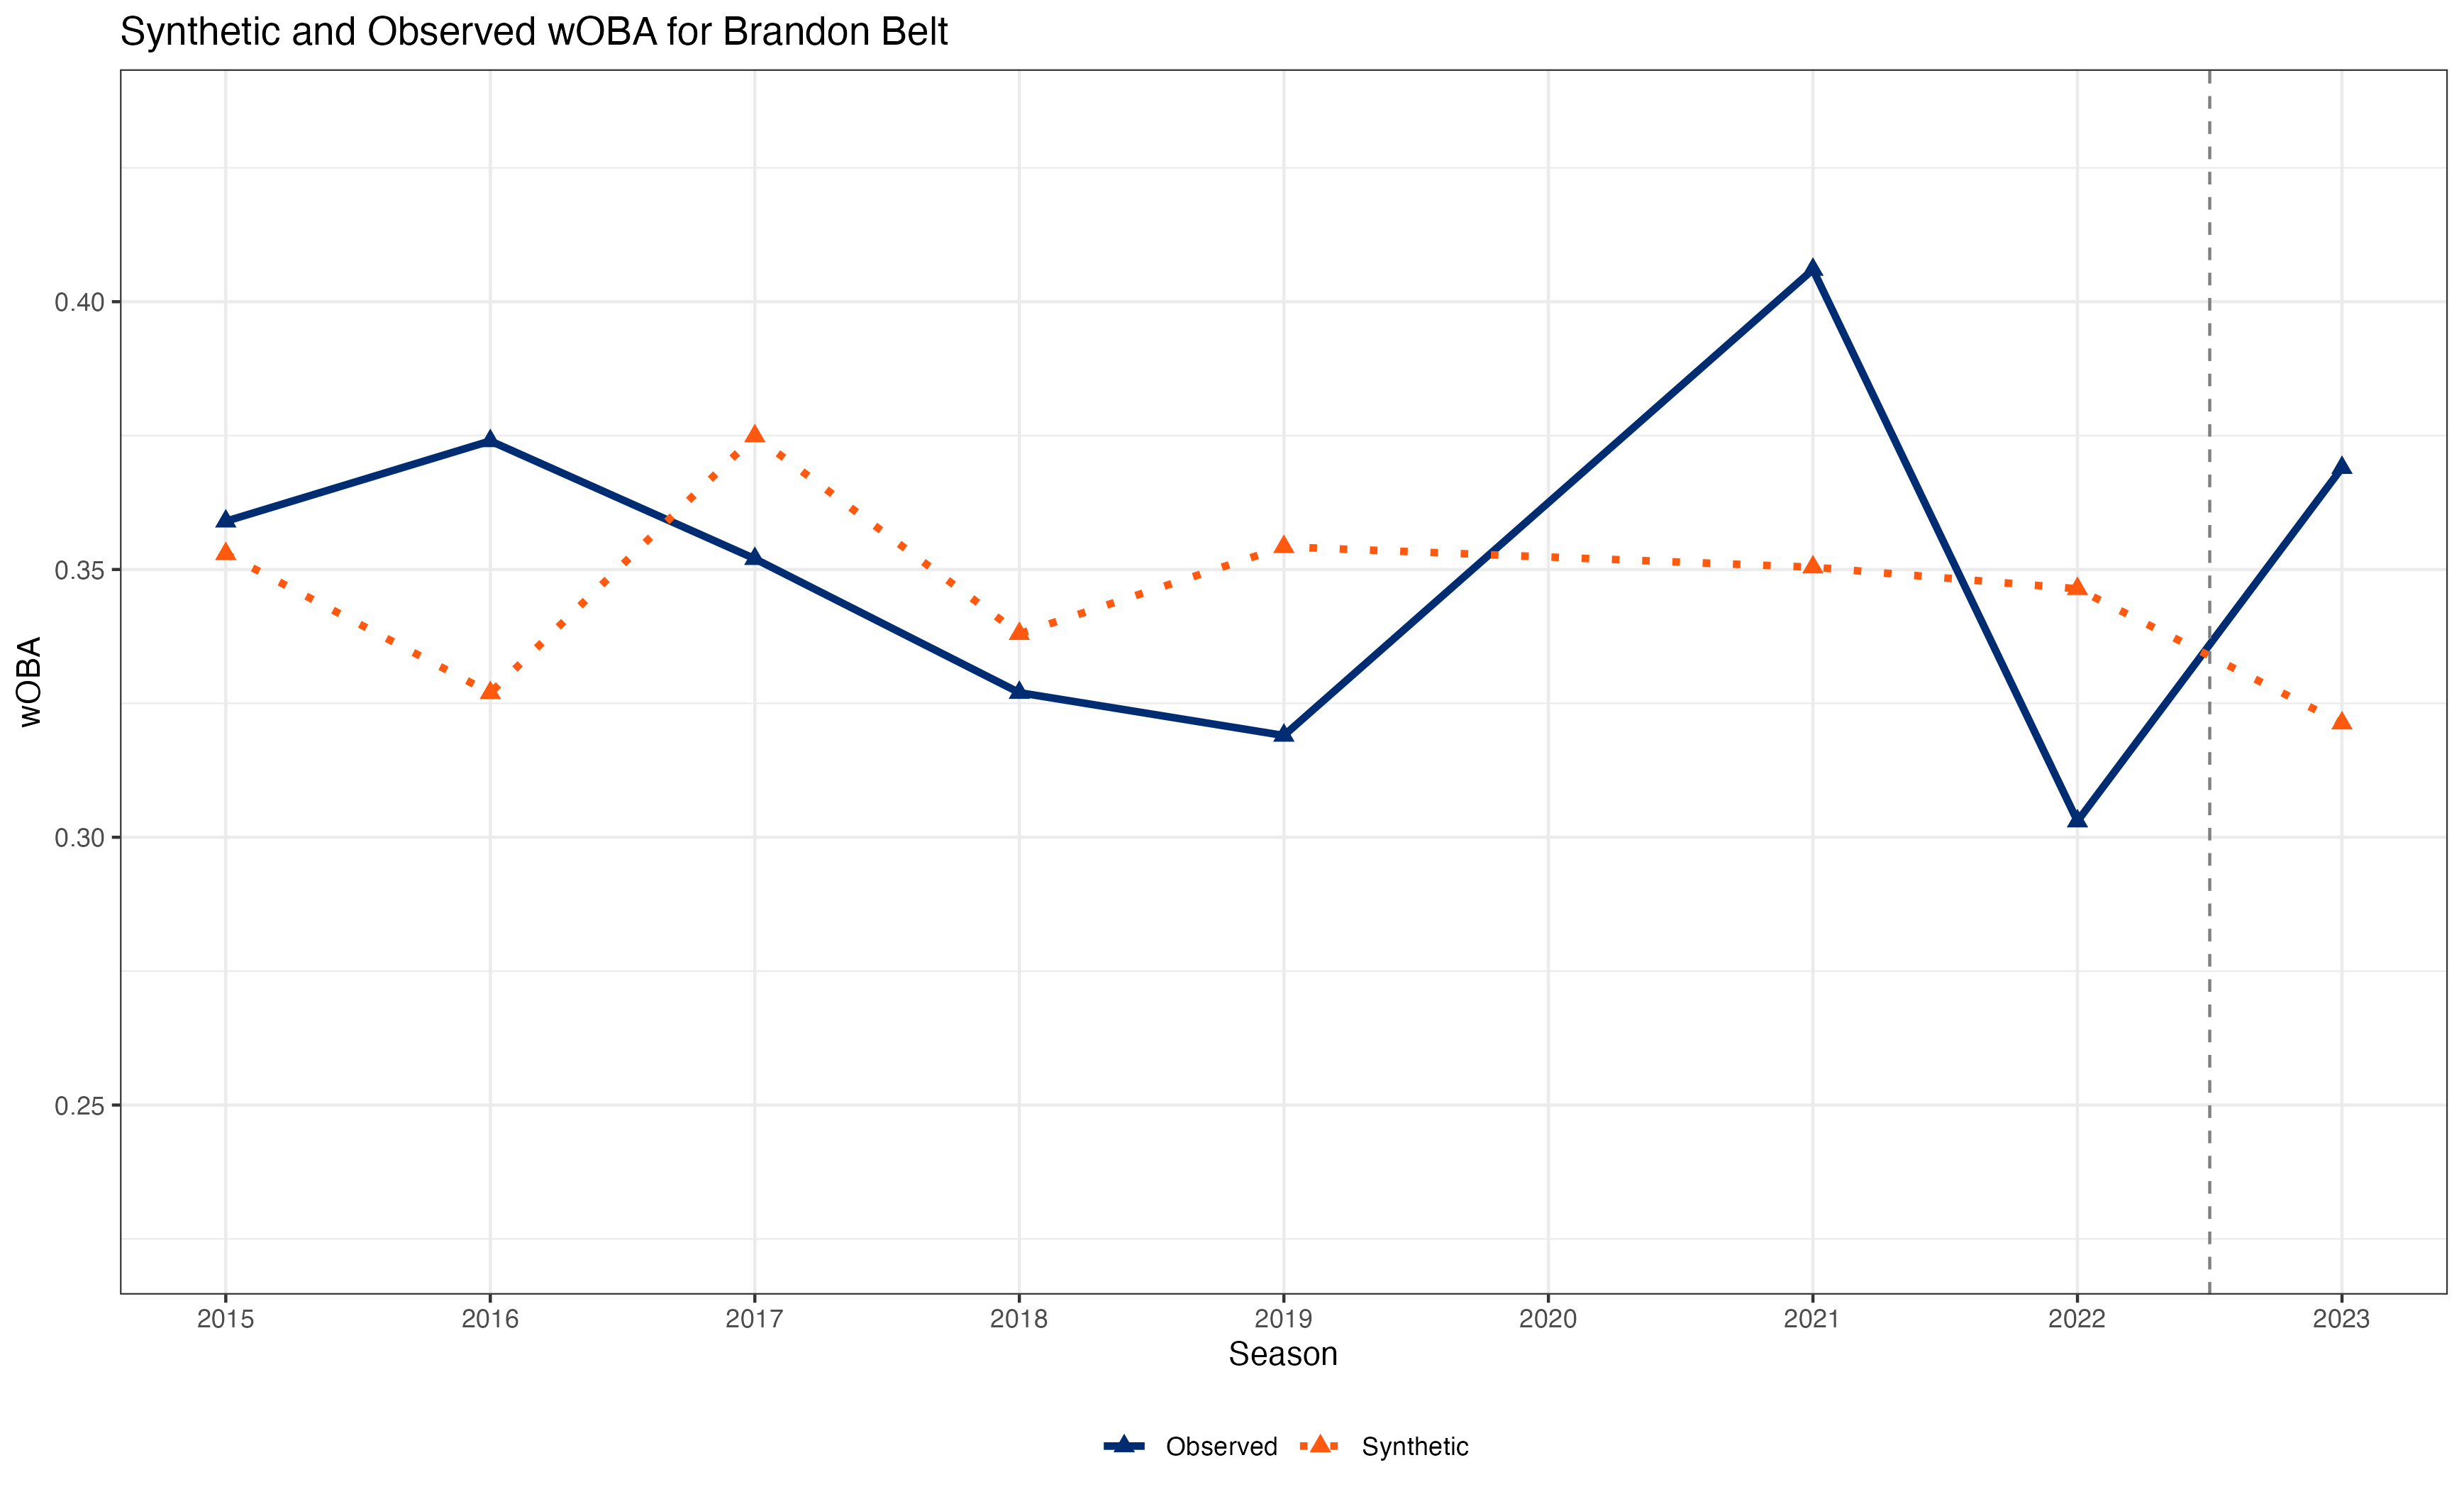 Synthetic and Observed wOBA for Brandon Belt
wOBA
0.40
0.35
0.30
0.25
2015 2016 2017 2018 2019 2020 2021 2022 2023
Season
Observed Synthetic